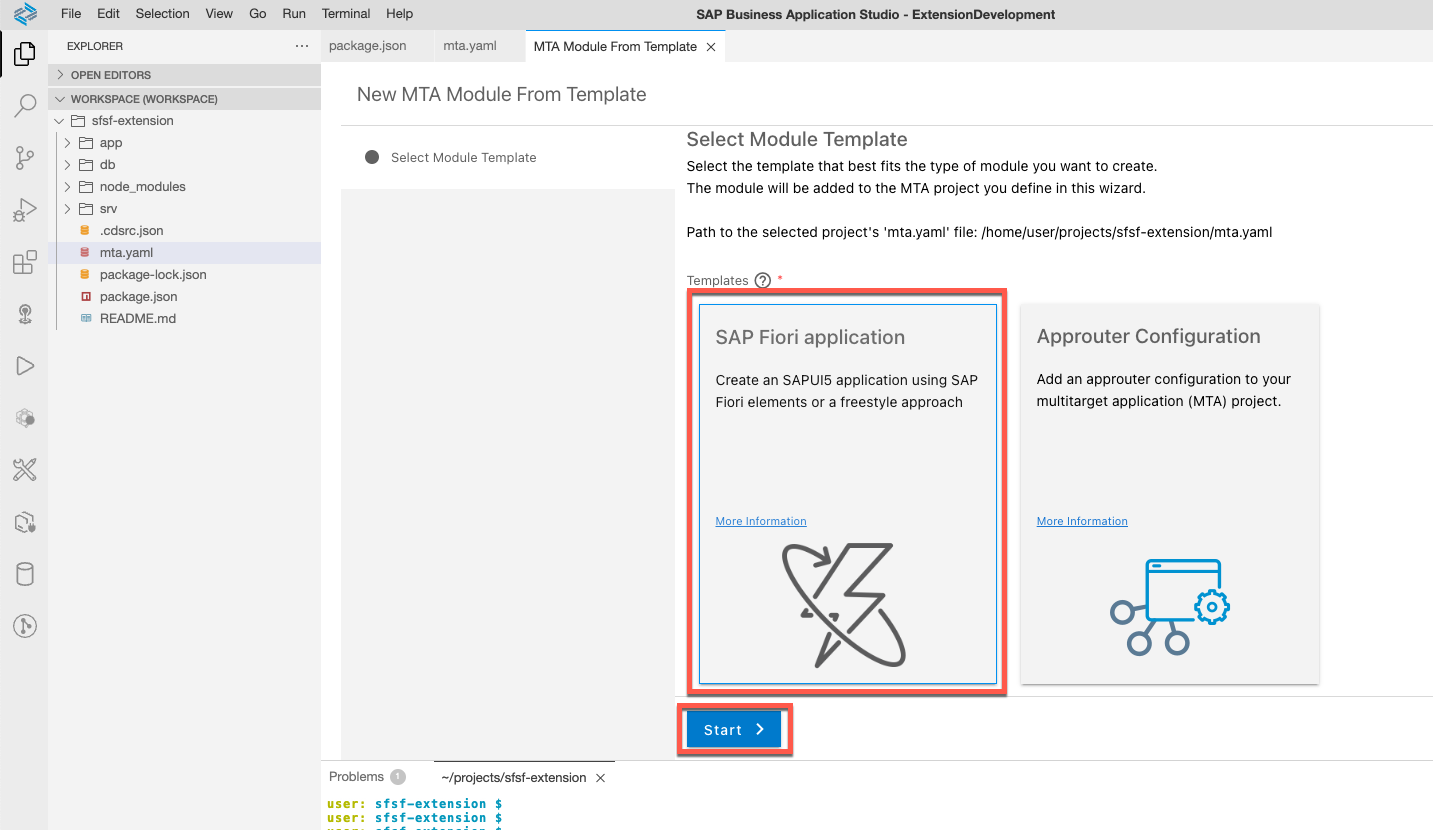 File Edit Selection View Go Run Terminal Help
SAP Business Application Studio - ExtensionDevelopment
EXPLORER ...
OPEN EDITORS
WORKSPACE (WORKSPACE)
sfsf-extension
app
db
node_modules
srv
.cdsrc.json
mta.yaml
package-lock.json
package.json
README.md
package.json
mta.yaml
MTA Module From Template
New MTA Module From Template
Select Module Template
Select Module Template
Select the template that best fits the type of module you want to create.
The module will be added to the MTA project you define in this wizard.
Path to the selected project's 'mta.yaml' file: /home/user/projects/sfsf-extension/mta.yaml
Templates ? *
SAP Fiori application
Create an SAPUI5 application using SAP
Fiori elements or a freestyle approach
More Information
Approuter Configuration
Add an approuter configuration to your
multitarget application (MTA) project.
More Information
Start
Problems 1
~/projects/sfsf-extension
user: sfsf-extension $
user: sfsf-extension $
user: sfsf-extension $